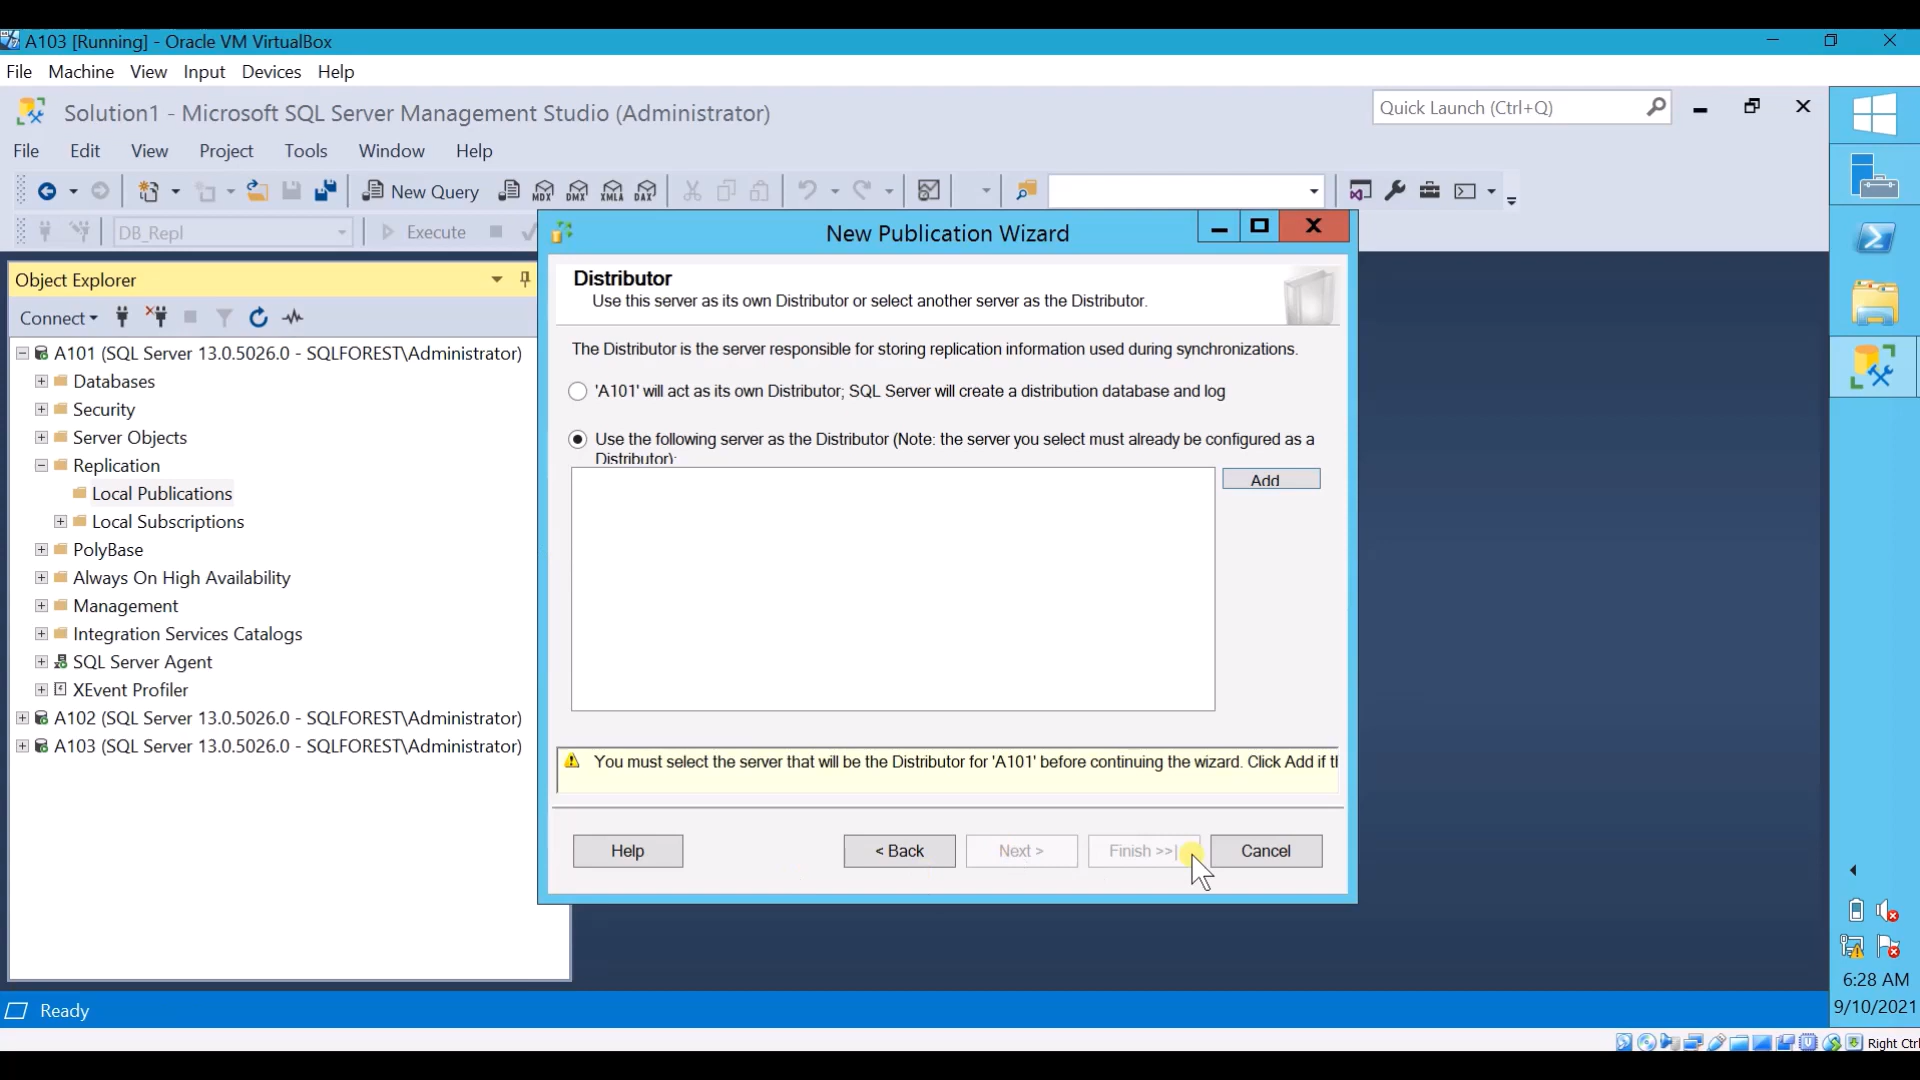 A103 [Running] - Oracle VM VirtualBox
File Machine View Input Devices Help
Solution1 - Microsoft SQL Server Management Studio (Administrator)
Quick Launch (Ctrl+Q)
File Edit View Project Tools Window Help
New Query MDX DMX XMLA DAX
DB_Repl Execute
New Publication Wizard
Object Explorer
Connect
A101 (SQL Server 13.0.5026.0 - SQLFOREST\Administrator)
Databases
Security
Server Objects
Replication
Local Publications
Local Subscriptions
PolyBase
Always On High Availability
Management
Integration Services Catalogs
SQL Server Agent
XEvent Profiler
A102 (SQL Server 13.0.5026.0 - SQLFOREST\Administrator)
A103 (SQL Server 13.0.5026.0 - SQLFOREST\Administrator)
Distributor
Use this server as its own Distributor or select another server as the Distributor.
The Distributor is the server responsible for storing replication information used during synchronizations.
'A101' will act as its own Distributor; SQL Server will create a distribution database and log
Use the following server as the Distributor (Note: the server you select must already be configured as a
Distributor):
Add
You must select the server that will be the Distributor for 'A101' before continuing the wizard. Click Add if th
Help < Back Next > Finish >>| Cancel
6:28 AM
9/10/2021
Ready
Right Ctrl